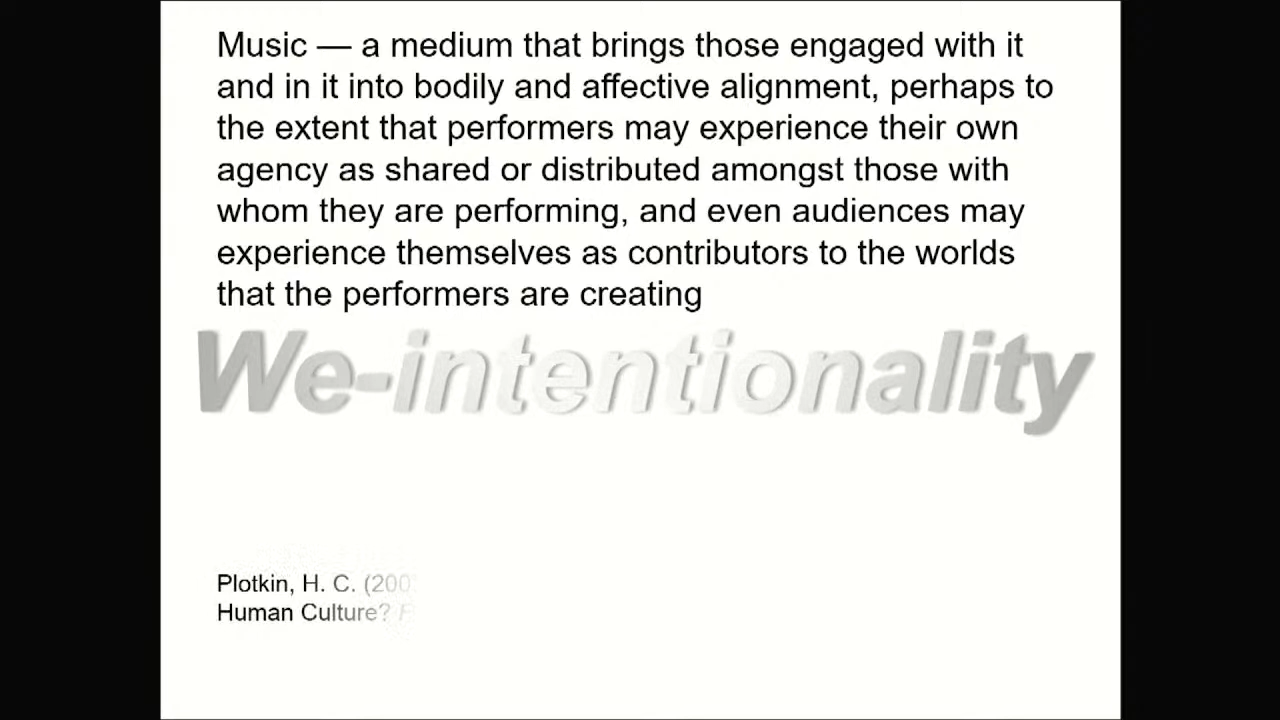 Music — a medium that brings those engaged with it
and in it into bodily and affective alignment, perhaps to
the extent that performers may experience their own
agency as shared or distributed amongst those with
whom they are performing, and even audiences may
experience themselves as contributors to the worlds
that the performers are creating
We-intentionality
Plotkin, H. C. (200
Human Culture?